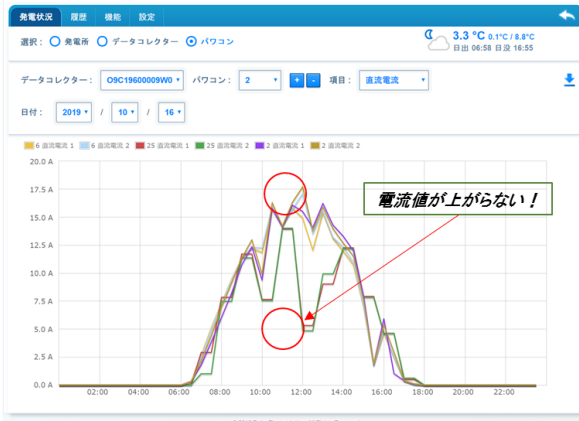 発電状況 履歴 機能 設定
選択： 発電所 データコレクター パワコン
3.3 °C 0.1°C / 8.8°C
日出 06:58 日没 16:55
データコレクター： O9C19600009W0 パワコン： 2 + - 項目： 直流電流
日付： 2019 / 10 / 16
6 直流電流 1 6 直流電流 2 25 直流電流 1 25 直流電流 2 2 直流電流 1 2 直流電流 2
20.0 A
17.5 A
電流値が上がらない！
15.0 A
12.5 A
10.0 A
7.5 A
5.0 A
2.5 A
0.0 A
02:00 04:00 06:00 08:00 10:00 12:00 14:00 16:00 18:00 20:00 22:00